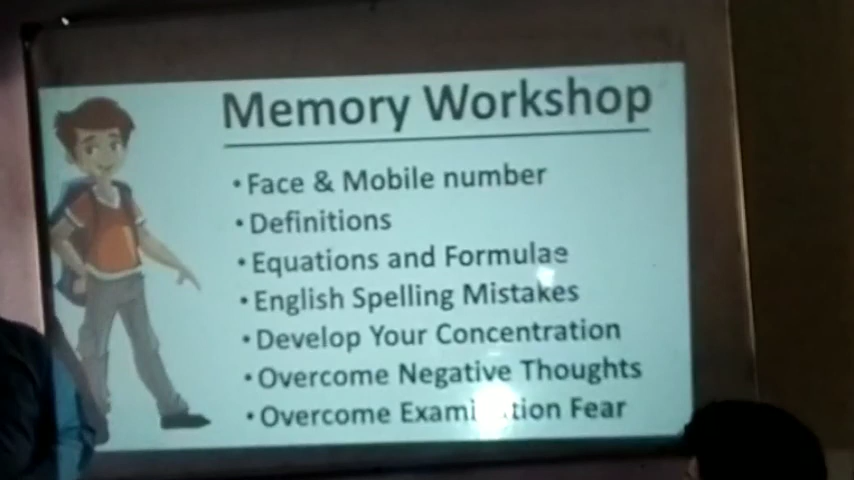 Memory Workshop
• Face & Mobile number
• Definitions
• Equations and Formulae
• English Spelling Mistakes
• Develop Your Concentration
• Overcome Negative Thoughts
• Overcome Examination Fear